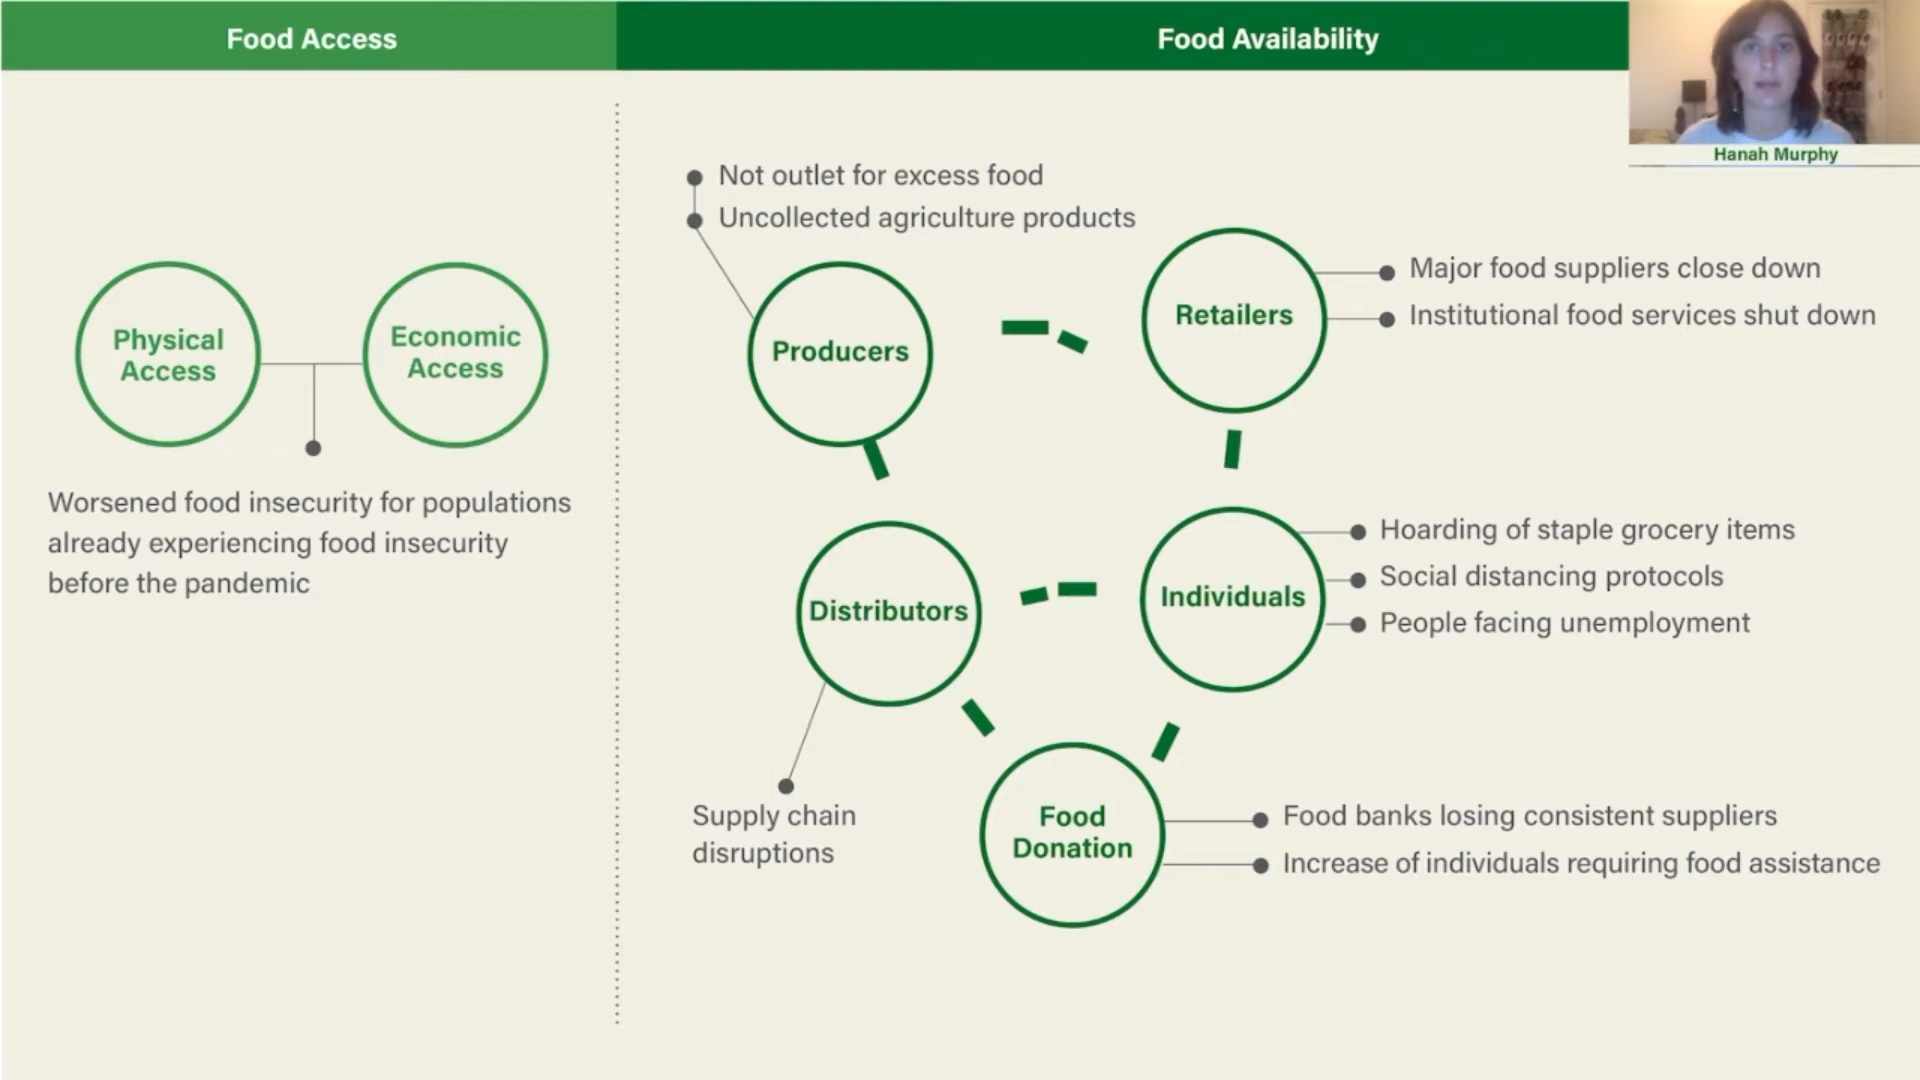 Food Access
Food Availability
Hanah Murphy
Physical
Access
Economic
Access
Worsened food insecurity for populations
already experiencing food insecurity
before the pandemic
Not outlet for excess food
Uncollected agriculture products
Producers
Retailers
Major food suppliers close down
Institutional food services shut down
Distributors
Supply chain
disruptions
Individuals
Hoarding of staple grocery items
Social distancing protocols
People facing unemployment
Food
Donation
Food banks losing consistent suppliers
Increase of individuals requiring food assistance